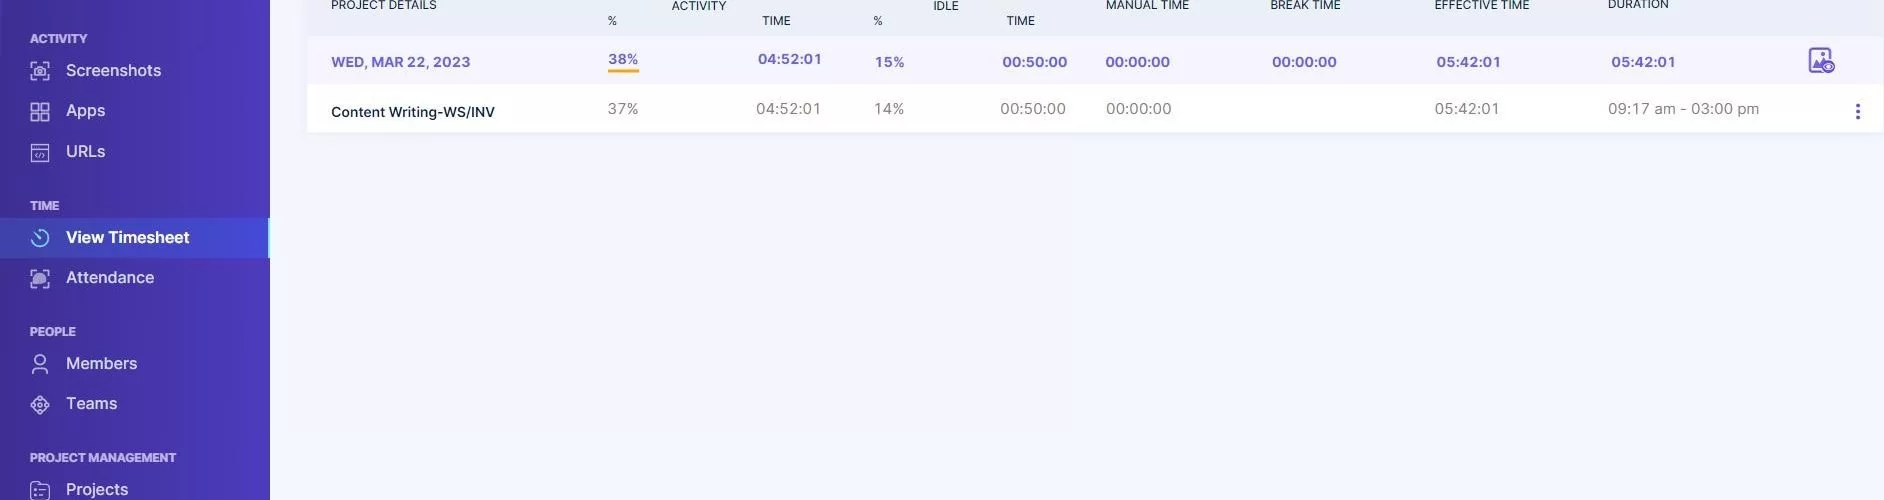 ACTIVITY
Screenshots
Apps
URLs
TIME
View Timesheet
Attendance
PEOPLE
Members
Teams
PROJECT MANAGEMENT
Projects
PROJECT DETAILS ACTIVITY IDLE MANUAL TIME BREAK TIME EFFECTIVE TIME DURATION
% TIME % TIME
WED, MAR 22, 2023 38% 04:52:01 15% 00:50:00 00:00:00 00:00:00 05:42:01 05:42:01
Content Writing-WS/INV 37% 04:52:01 14% 00:50:00 00:00:00 05:42:01 09:17 am - 03:00 pm